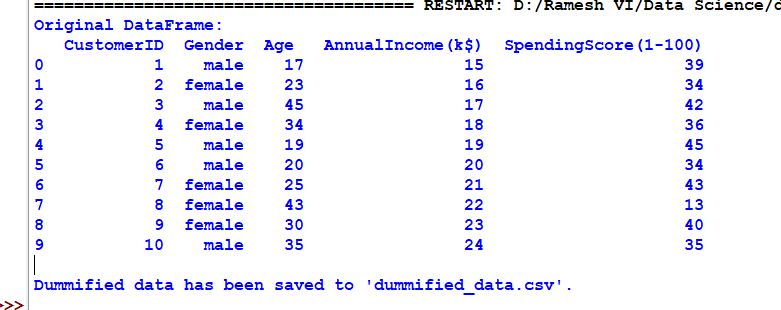 ======================================= RESTART: D:/Ramesh VI/Data Science/d
Original DataFrame:
   CustomerID  Gender  Age   AnnualIncome(k$)  SpendingScore(1-100)
0           1    male   17                 15                    39
1           2  female   23                 16                    34
2           3    male   45                 17                    42
3           4  female   34                 18                    36
4           5    male   19                 19                    45
5           6    male   20                 20                    34
6           7  female   25                 21                    43
7           8  female   43                 22                    13
8           9  female   30                 23                    40
9          10    male   35                 24                    35
Dummified data has been saved to 'dummified_data.csv'.
>>>